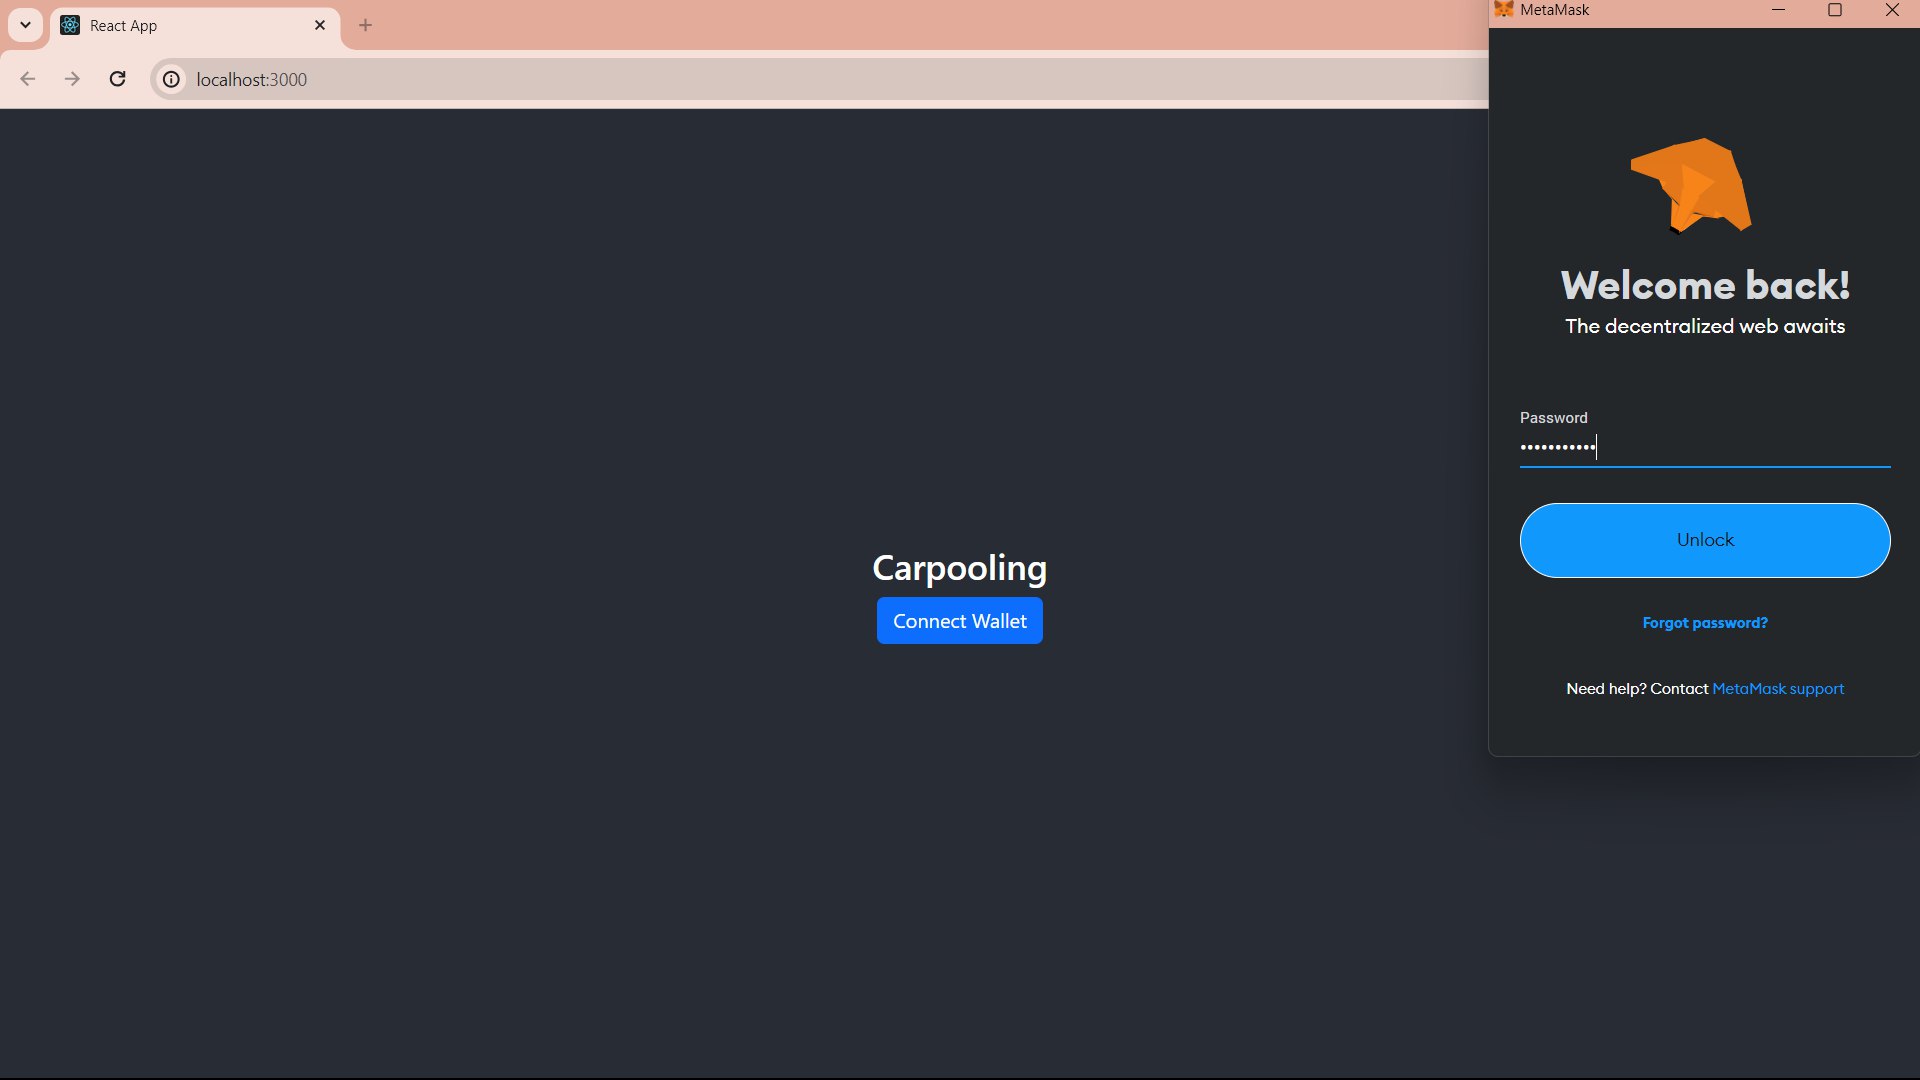 React App
localhost:3000
Carpooling
Connect Wallet
MetaMask
Welcome back!
The decentralized web awaits
Password
•••••••••••
Unlock
Forgot password?
Need help? Contact MetaMask support